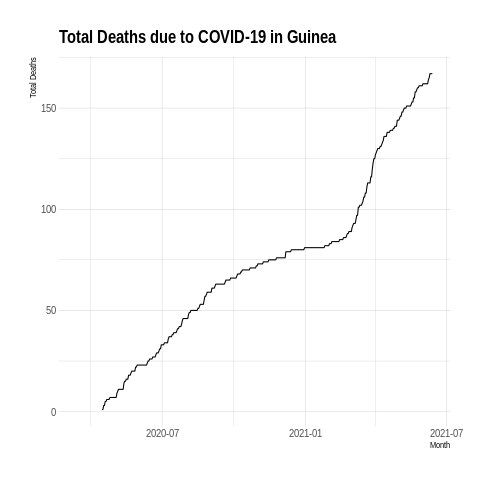 Total Deaths due to COVID-19 in Guinea
Total Deaths
150
100
50
0
2020-07
2021-01
2021-07
Month